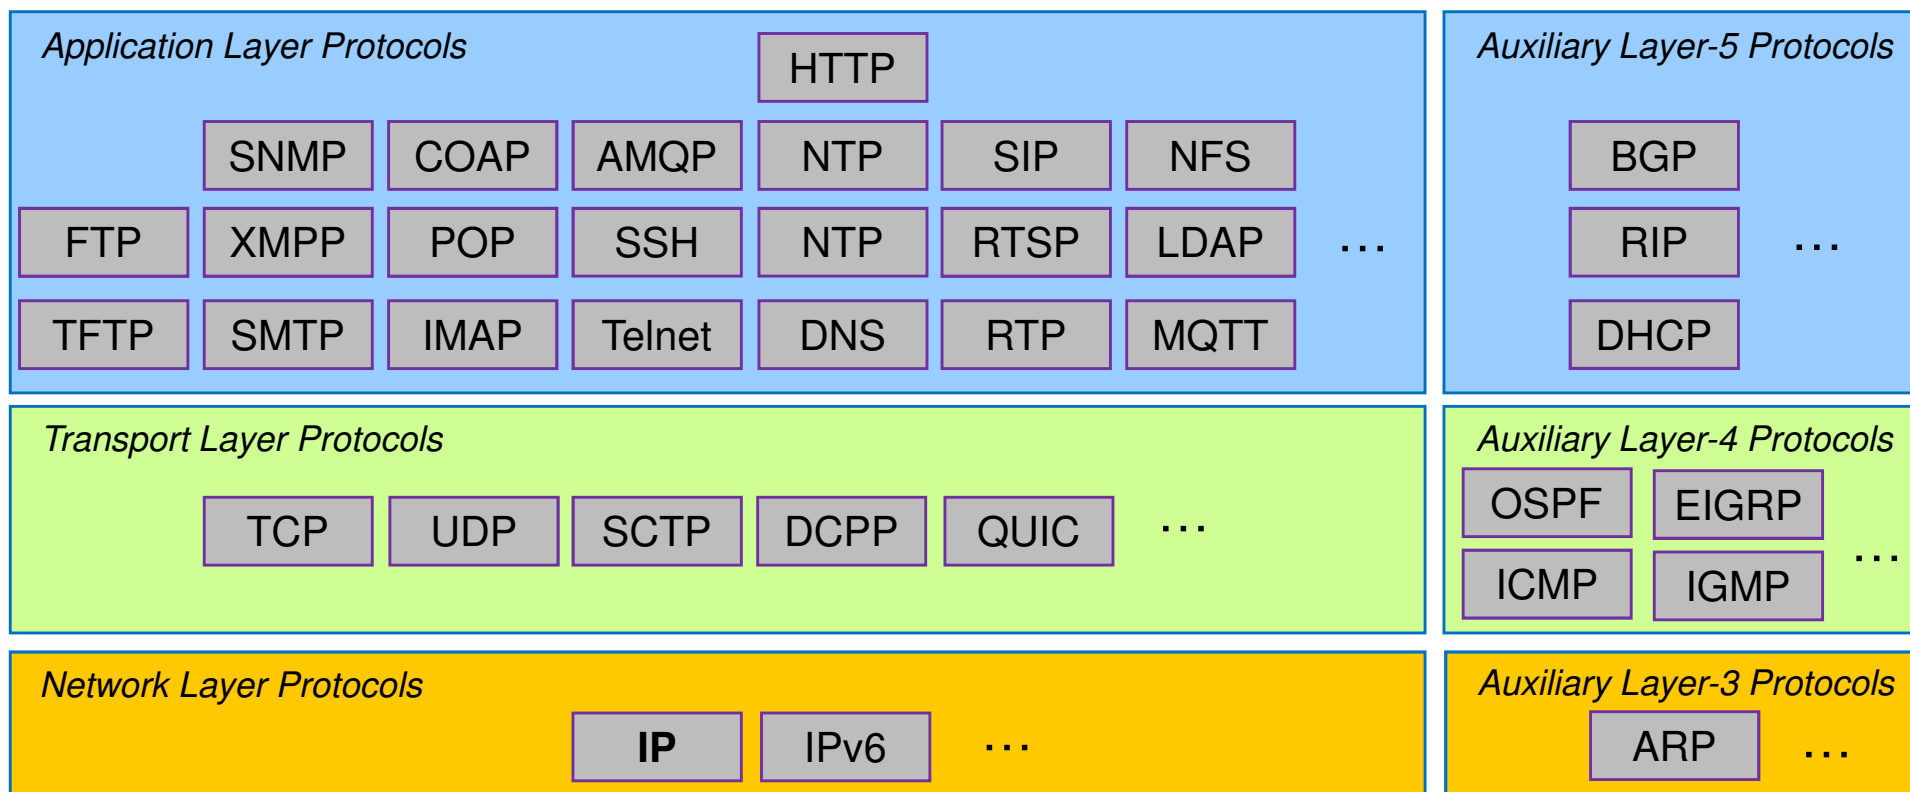 Application Layer Protocols
HTTP
SNMP COAP AMQP NTP SIP NFS
FTP XMPP POP SSH NTP RTSP LDAP ...
TFTP SMTP IMAP Telnet DNS RTP MQTT
Auxiliary Layer-5 Protocols
BGP
RIP ...
DHCP
Transport Layer Protocols
TCP UDP SCTP DCPP QUIC ...
Auxiliary Layer-4 Protocols
OSPF EIGRP
ICMP IGMP ...
Network Layer Protocols
IP IPv6 ...
Auxiliary Layer-3 Protocols
ARP ...